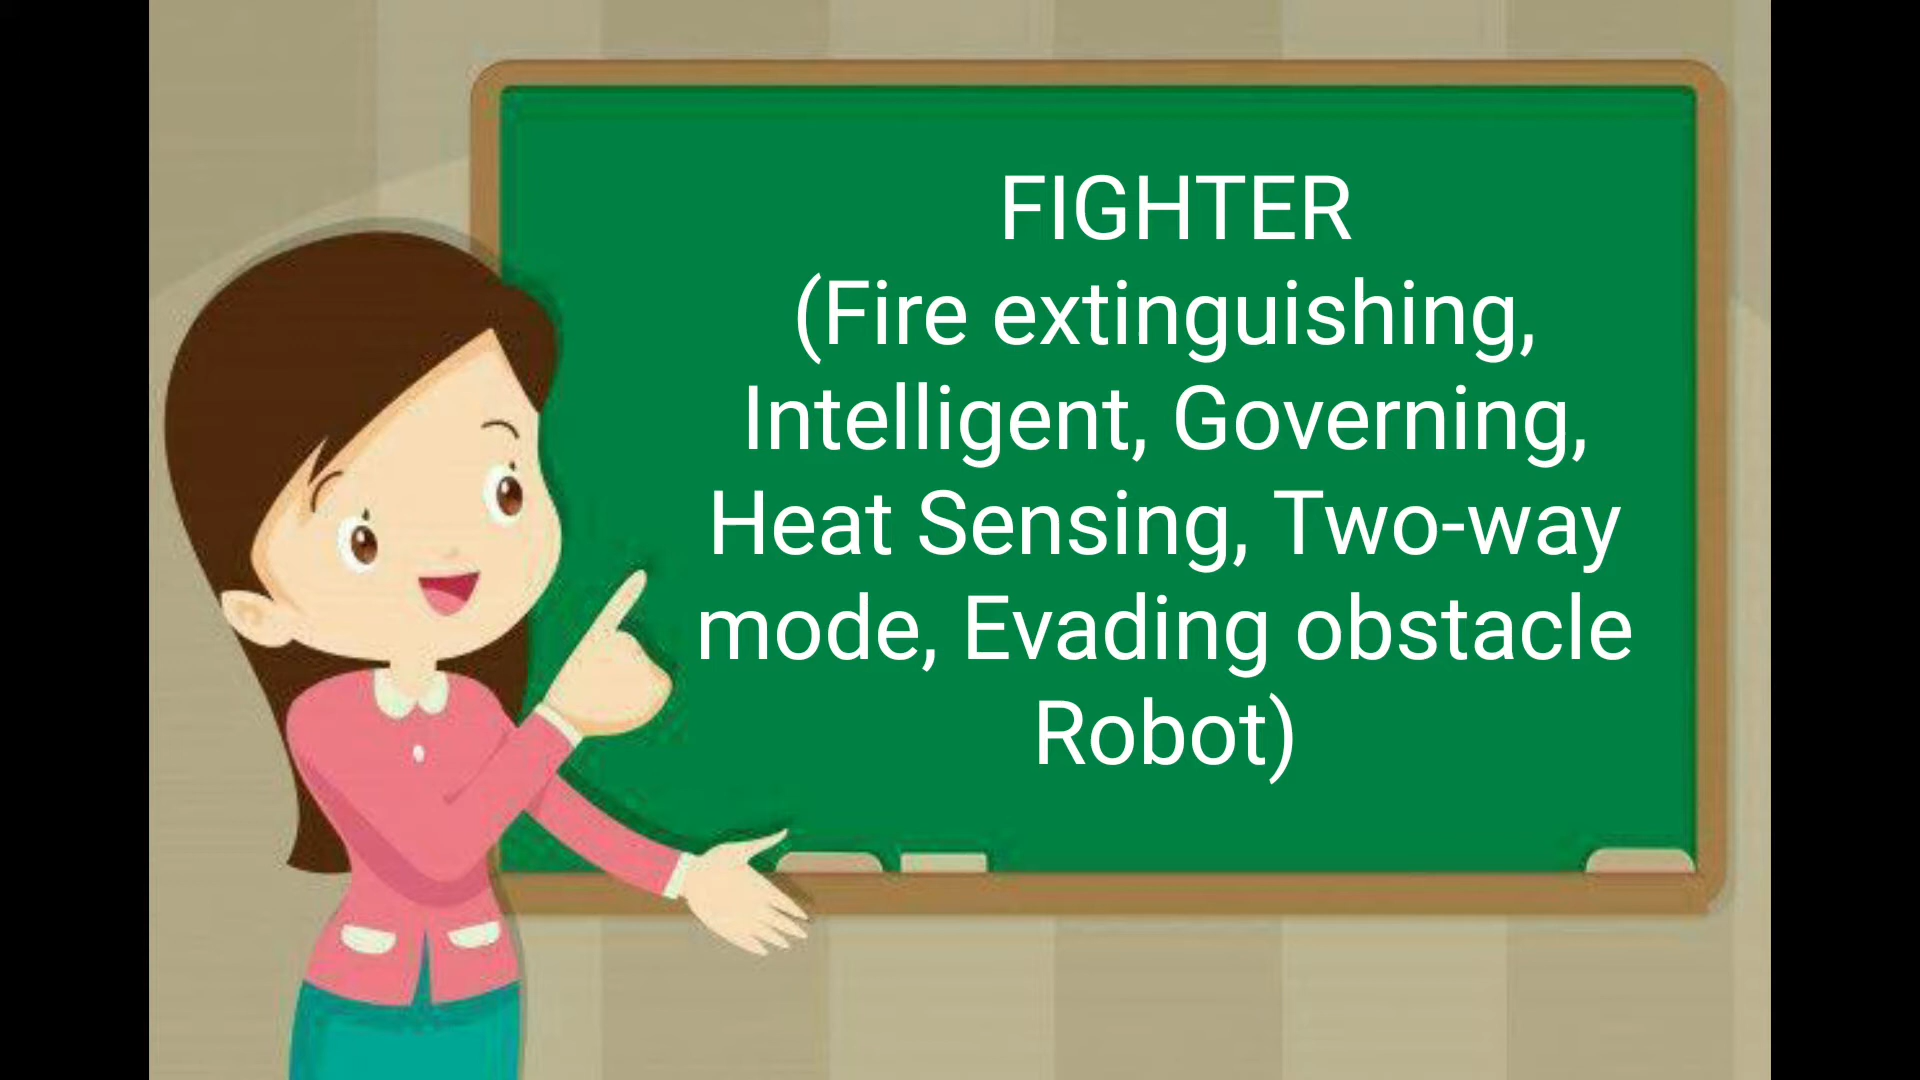 FIGHTER
(Fire extinguishing,
Intelligent, Governing,
Heat Sensing, Two-way
mode, Evading obstacle
Robot)